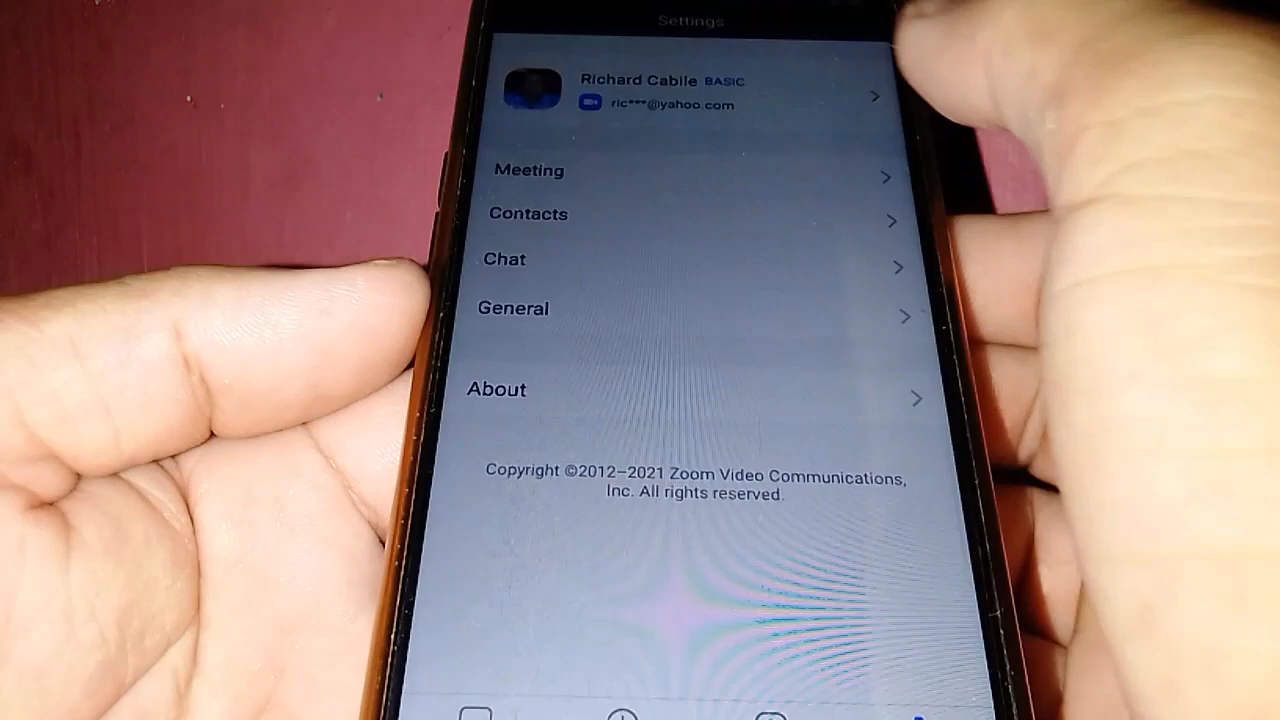 Settings
Richard Cabile BASIC
ric***@yahoo.com
Meeting
Contacts
Chat
General
About
Copyright ©2012–2021 Zoom Video Communications,
Inc. All rights reserved.